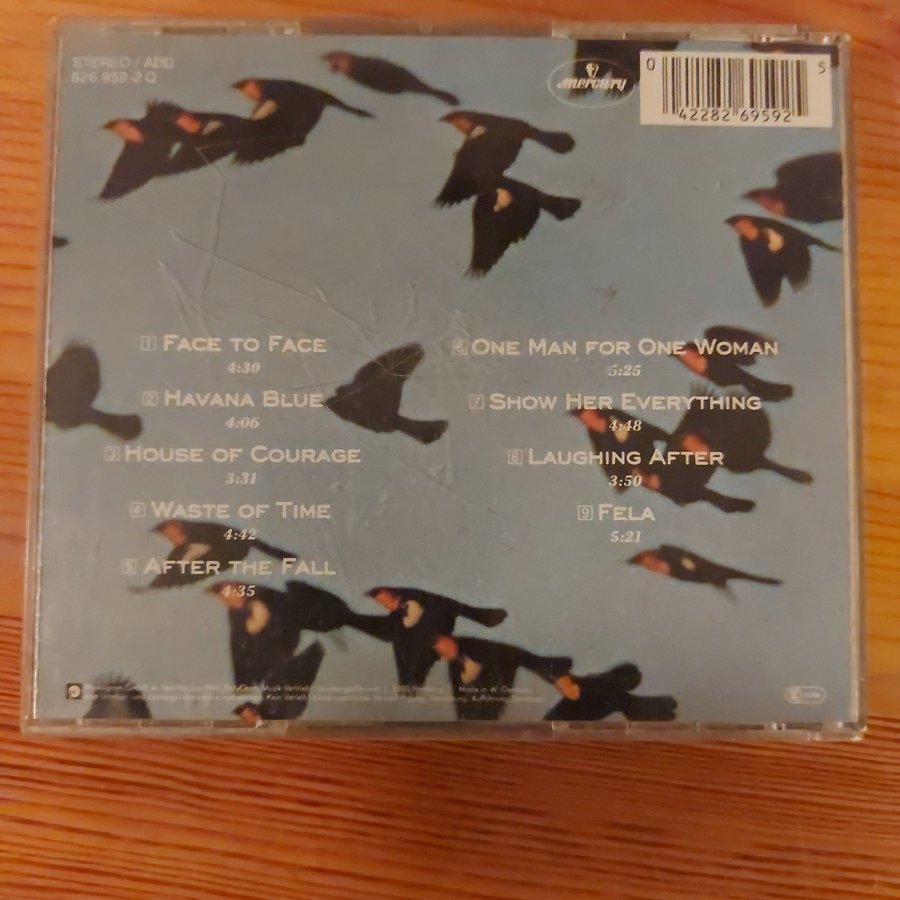 STEREO / ADD
826 959-2 Q
mercury
0 42282 69592 5
1 FACE TO FACE
4:30
2 HAVANA BLUE
4:06
3 HOUSE OF COURAGE
3:31
4 WASTE OF TIME
4:42
5 AFTER THE FALL
4:35
6 ONE MAN FOR ONE WOMAN
5:25
7 SHOW HER EVERYTHING
4:48
8 LAUGHING AFTER
3:50
9 FELA
5:21
Made in W. Germany